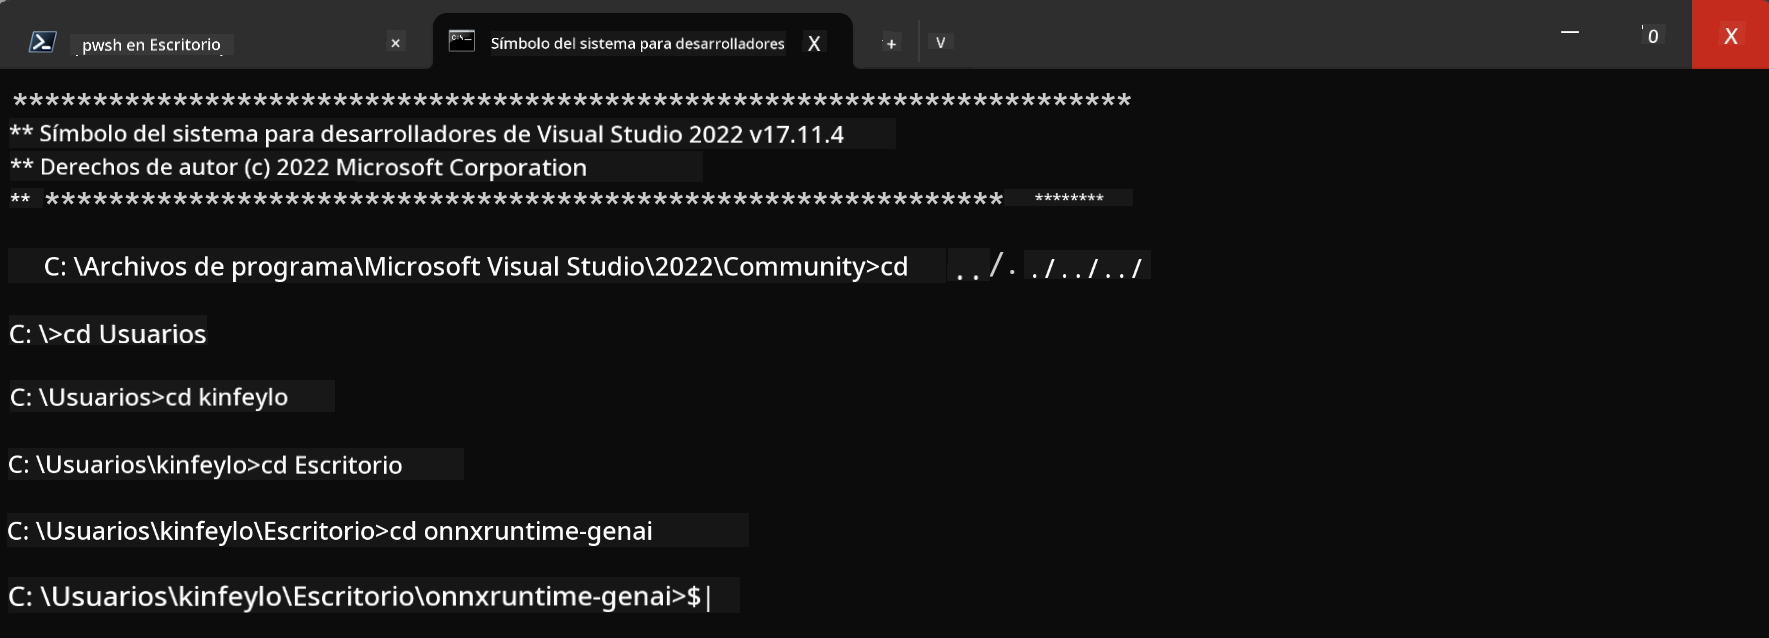 pwsh en Escritorio x Símbolo del sistema para desarrolladores X + V — 0 X
**********************************************************************
** Símbolo del sistema para desarrolladores de Visual Studio 2022 v17.11.4
** Derechos de autor (c) 2022 Microsoft Corporation
** ************************************************************ ********
C: \Archivos de programa\Microsoft Visual Studio\2022\Community>cd ../. ./../../
C: \>cd Usuarios
C: \Usuarios>cd kinfeylo
C: \Usuarios\kinfeylo>cd Escritorio
C: \Usuarios\kinfeylo\Escritorio>cd onnxruntime-genai
C: \Usuarios\kinfeylo\Escritorio\onnxruntime-genai>$|